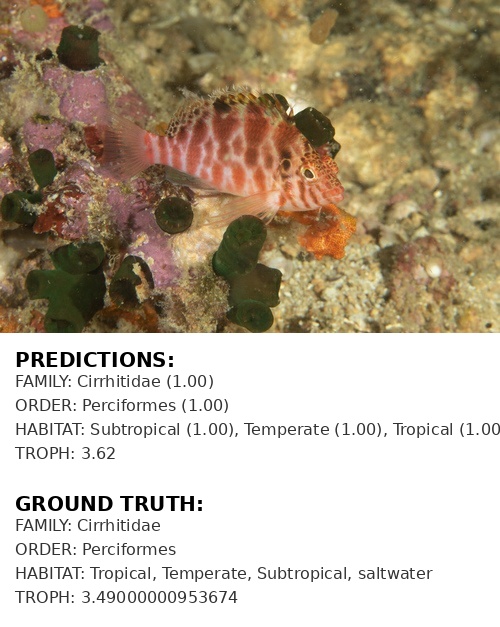 PREDICTIONS:
FAMILY: Cirrhitidae (1.00)
ORDER: Perciformes (1.00)
HABITAT: Subtropical (1.00), Temperate (1.00), Tropical (1.00
TROPH: 3.62
GROUND TRUTH:
FAMILY: Cirrhitidae
ORDER: Perciformes
HABITAT: Tropical, Temperate, Subtropical, saltwater
TROPH: 3.49000000953674